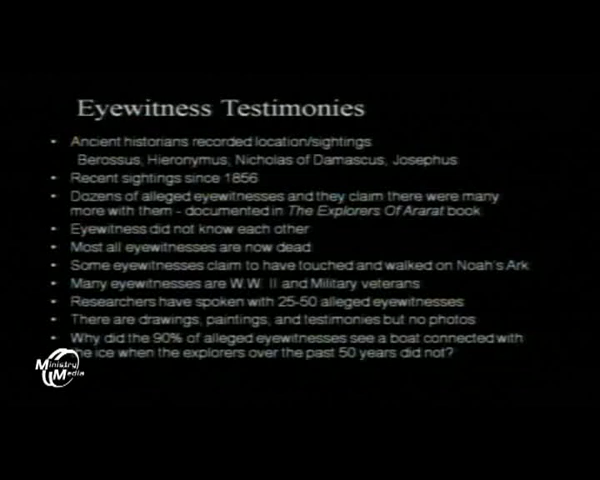 Eyewitness Testimonies
• Ancient historians recorded location/sightings
Berossus, Hieronymus, Nicholas of Damascus, Josephus
• Recent sightings since 1856
• Dozens of alleged eyewitnesses and they claim there were many
more with them - documented in The Explorers Of Ararat book
• Eyewitness did not know each other
• Most all eyewitnesses are now dead
• Some eyewitnesses claim to have touched and walked on Noah's Ark
• Many eyewitnesses are W.W. II and Military veterans
• Researchers have spoken with 25-50 alleged eyewitnesses
• There are drawings, paintings, and testimonies but no photos
• Why did the 90% of alleged eyewitnesses see a boat connected with
the ice when the explorers over the past 50 years did not?
Ministry
Media